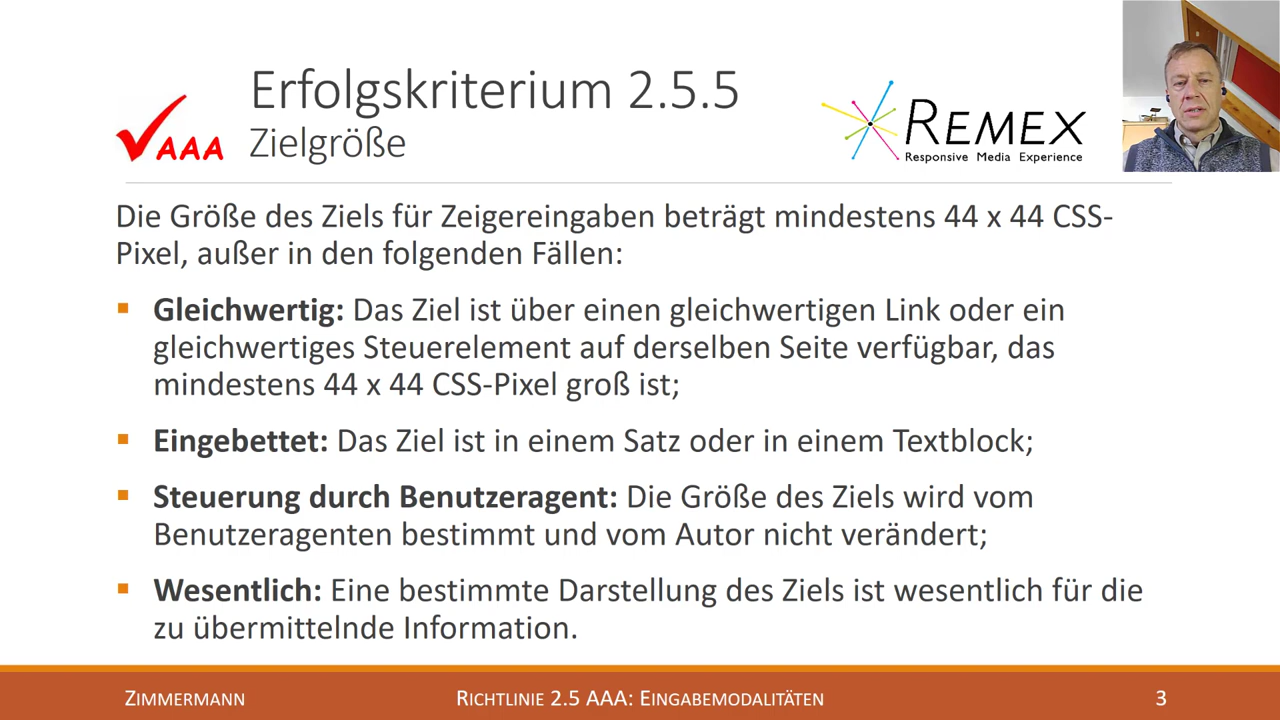 Erfolgskriterium 2.5.5
Zielgröße
AAA
REMEX
Responsive Media Experience
Die Größe des Ziels für Zeigereingaben beträgt mindestens 44 x 44 CSS-
Pixel, außer in den folgenden Fällen:
▪ Gleichwertig: Das Ziel ist über einen gleichwertigen Link oder ein
gleichwertiges Steuerelement auf derselben Seite verfügbar, das
mindestens 44 x 44 CSS-Pixel groß ist;
▪ Eingebettet: Das Ziel ist in einem Satz oder in einem Textblock;
▪ Steuerung durch Benutzeragent: Die Größe des Ziels wird vom
Benutzeragenten bestimmt und vom Autor nicht verändert;
▪ Wesentlich: Eine bestimmte Darstellung des Ziels ist wesentlich für die
zu übermittelnde Information.
ZIMMERMANN
RICHTLINIE 2.5 AAA: EINGABEMODALITÄTEN
3